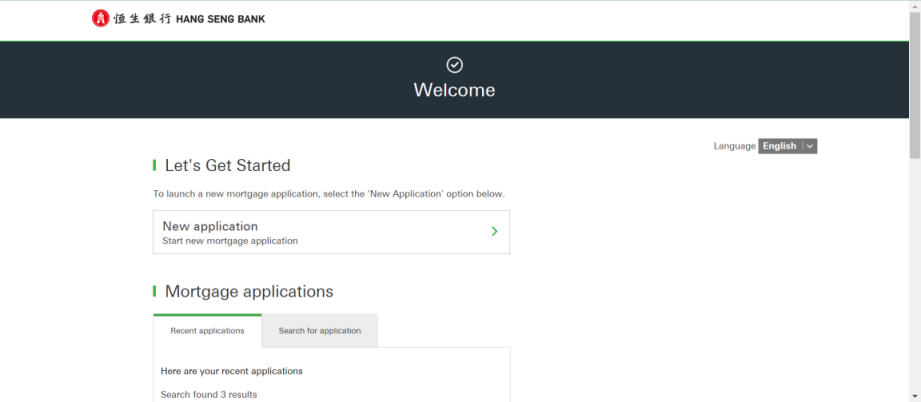 恒生銀行 HANG SENG BANK
Welcome
Language English
Let's Get Started
To launch a new mortgage application, select the 'New Application' option below.
New application
Start new mortgage application
Mortgage applications
Recent applications
Search for application
Here are your recent applications
Search found 3 results